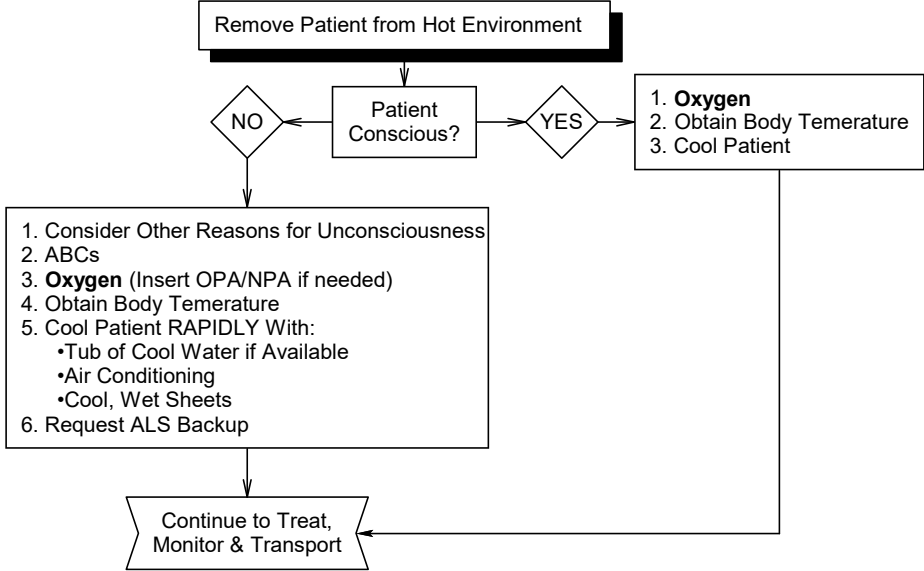 Remove Patient from Hot Environment
Patient
Conscious?
NO
YES
1. Oxygen
2. Obtain Body Temerature
3. Cool Patient
1. Consider Other Reasons for Unconsciousness
2. ABCs
3. Oxygen (Insert OPA/NPA if needed)
4. Obtain Body Temerature
5. Cool Patient RAPIDLY With:
•Tub of Cool Water if Available
•Air Conditioning
•Cool, Wet Sheets
6. Request ALS Backup
Continue to Treat,
Monitor & Transport